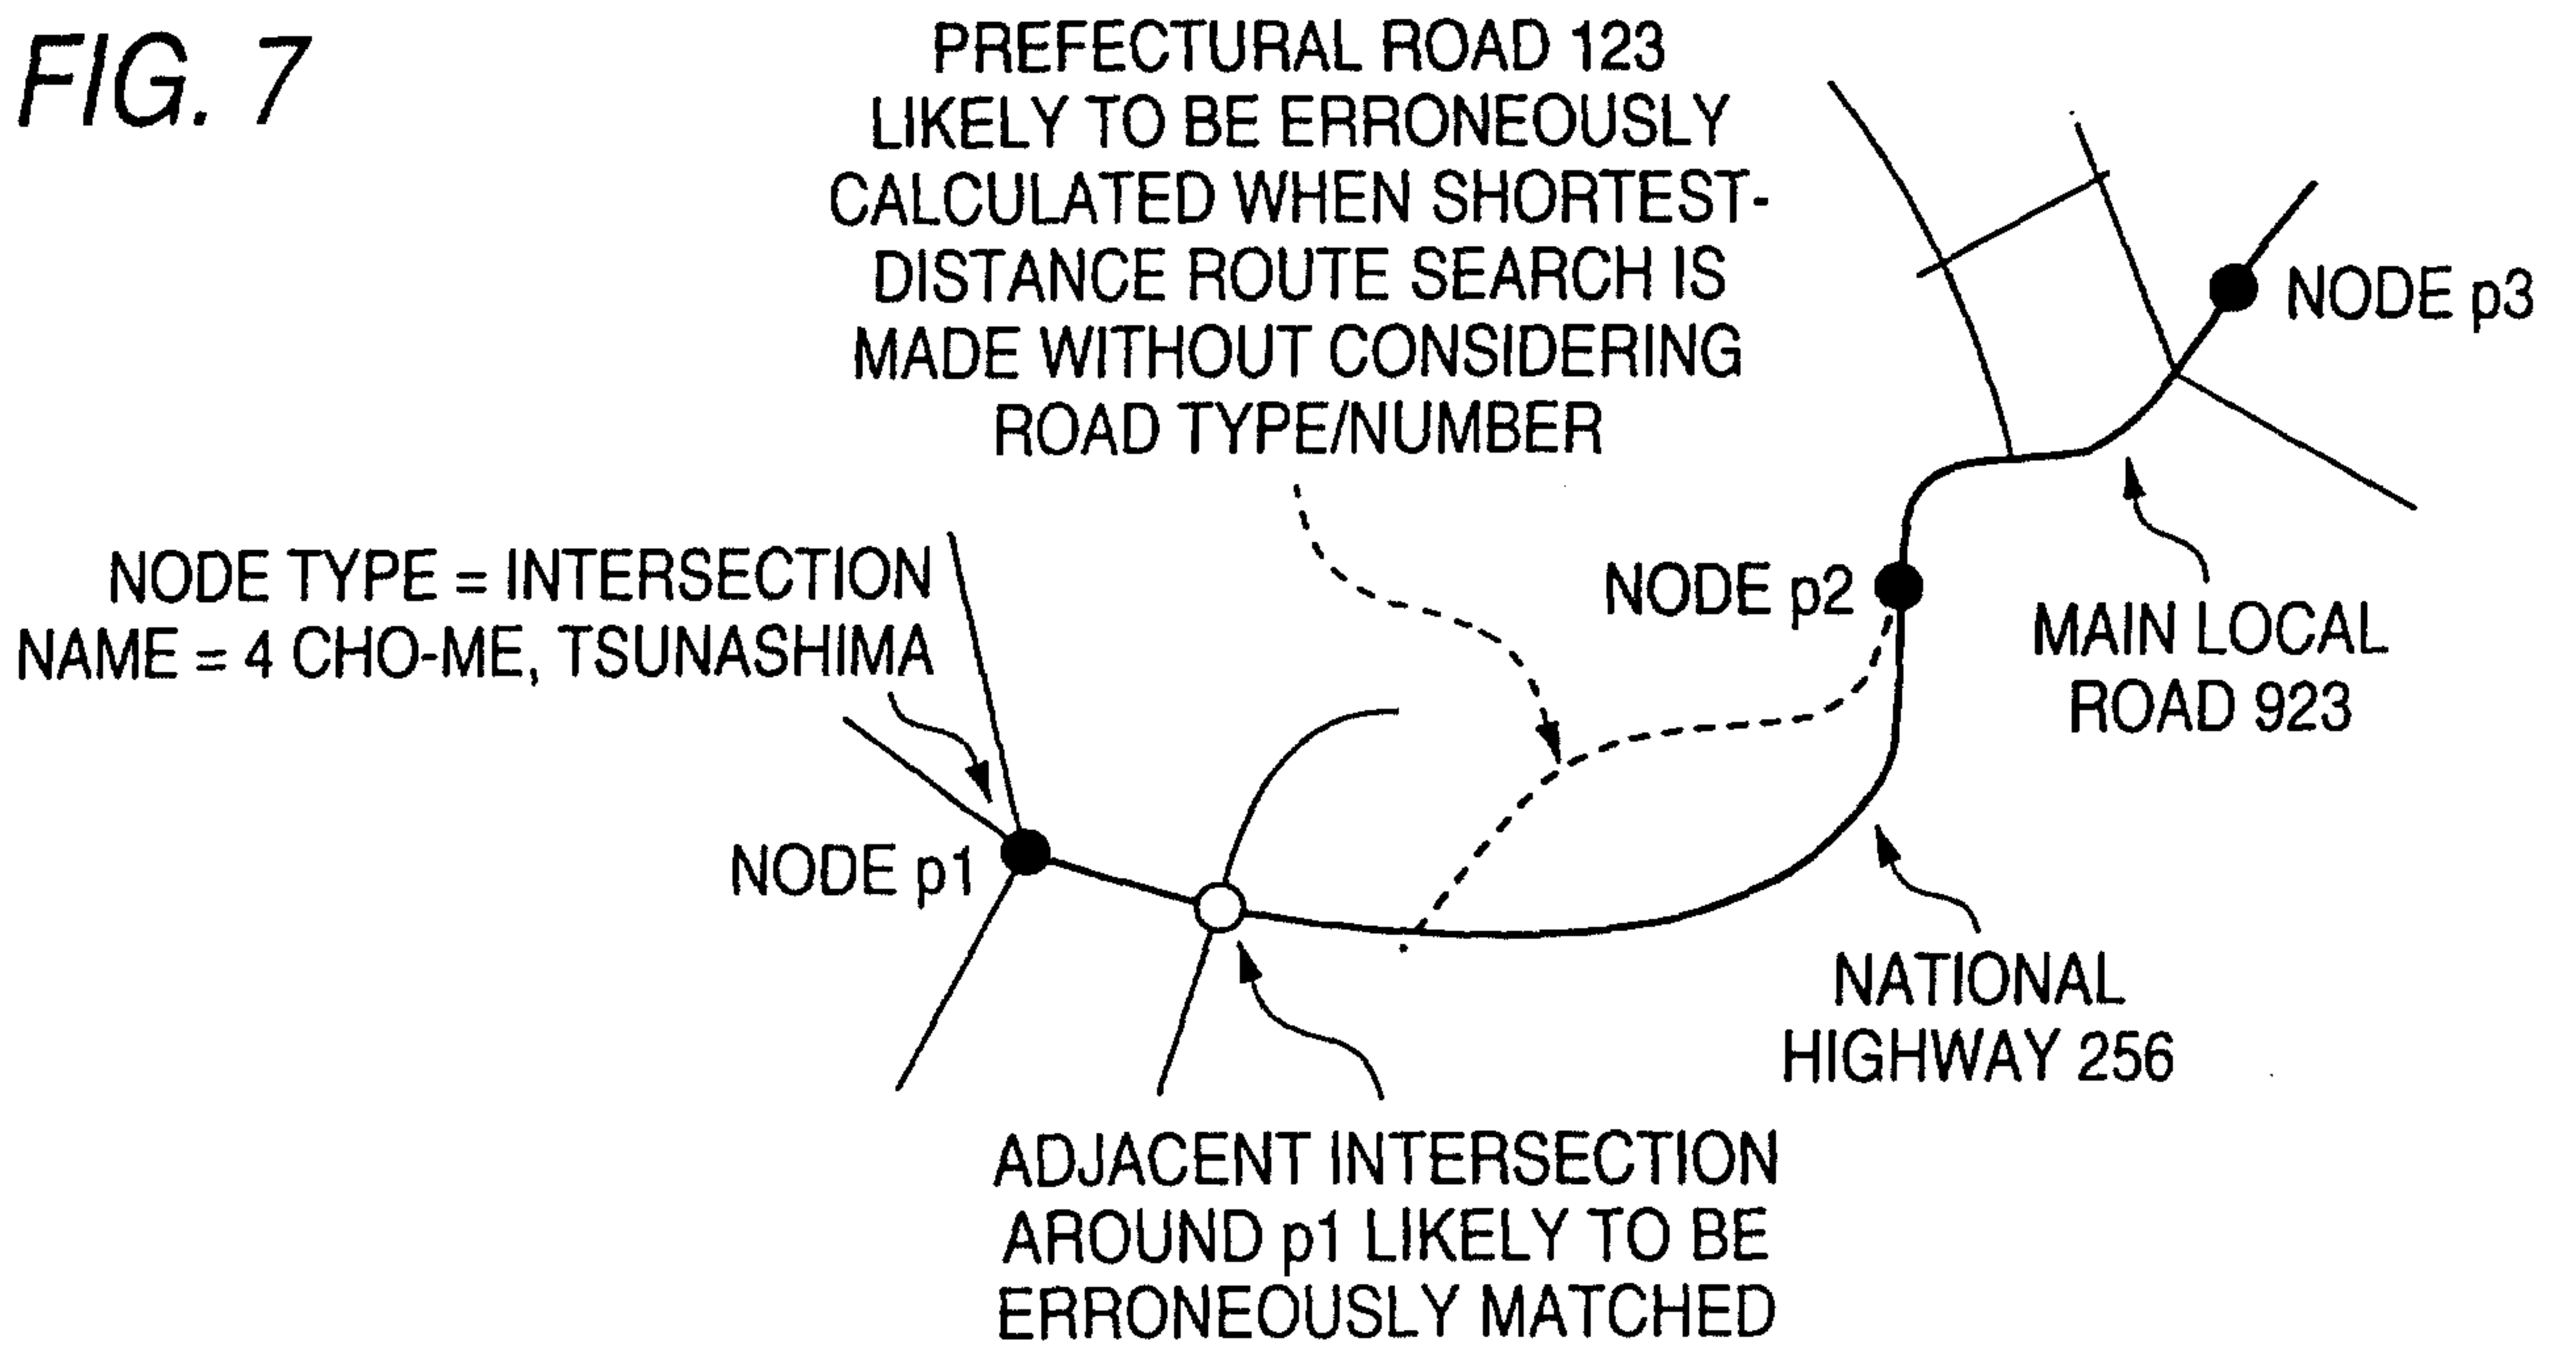 FIG. 7
PREFECTURAL ROAD 123
LIKELY TO BE ERRONEOUSLY
CALCULATED WHEN SHORTEST-
DISTANCE ROUTE SEARCH IS
MADE WITHOUT CONSIDERING
ROAD TYPE/NUMBER
NODE p3
NODE TYPE = INTERSECTION
NAME = 4 CHO-ME, TSUNASHIMA
NODE p2
MAIN LOCAL
ROAD 923
NODE p1
NATIONAL
HIGHWAY 256
ADJACENT INTERSECTION
AROUND p1 LIKELY TO BE
ERRONEOUSLY MATCHED